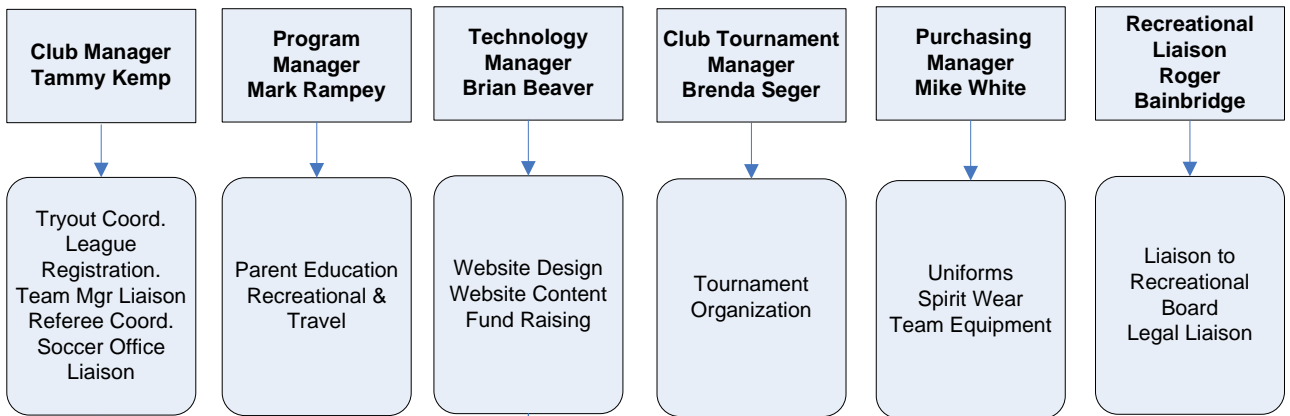 Club Manager
Tammy Kemp
Program
Manager
Mark Rampey
Technology
Manager
Brian Beaver
Club Tournament
Manager
Brenda Seger
Purchasing
Manager
Mike White
Recreational
Liaison
Roger
Bainbridge
Tryout Coord.
League
Registration.
Team Mgr Liaison
Referee Coord.
Soccer Office
Liaison
Parent Education
Recreational &
Travel
Website Design
Website Content
Fund Raising
Tournament
Organization
Uniforms
Spirit Wear
Team Equipment
Liaison to
Recreational
Board
Legal Liaison